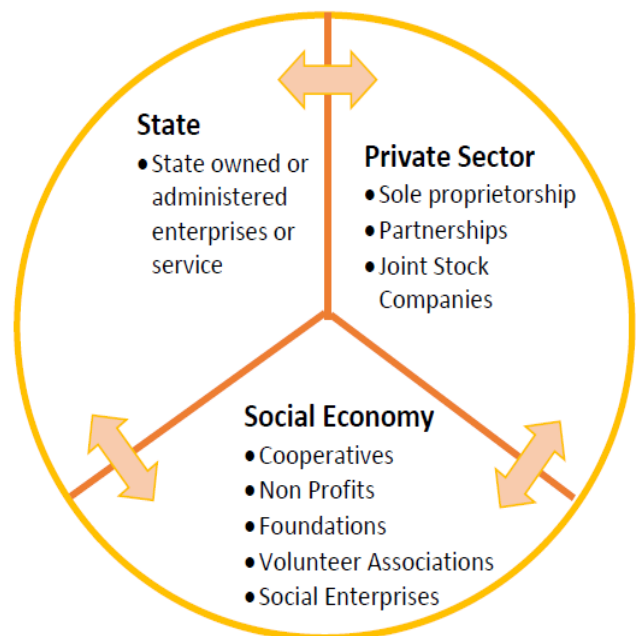 State
• State owned or
administered
enterprises or
service
Private Sector
• Sole proprietorship
• Partnerships
• Joint Stock
Companies
Social Economy
• Cooperatives
• Non Profits
• Foundations
• Volunteer Associations
• Social Enterprises